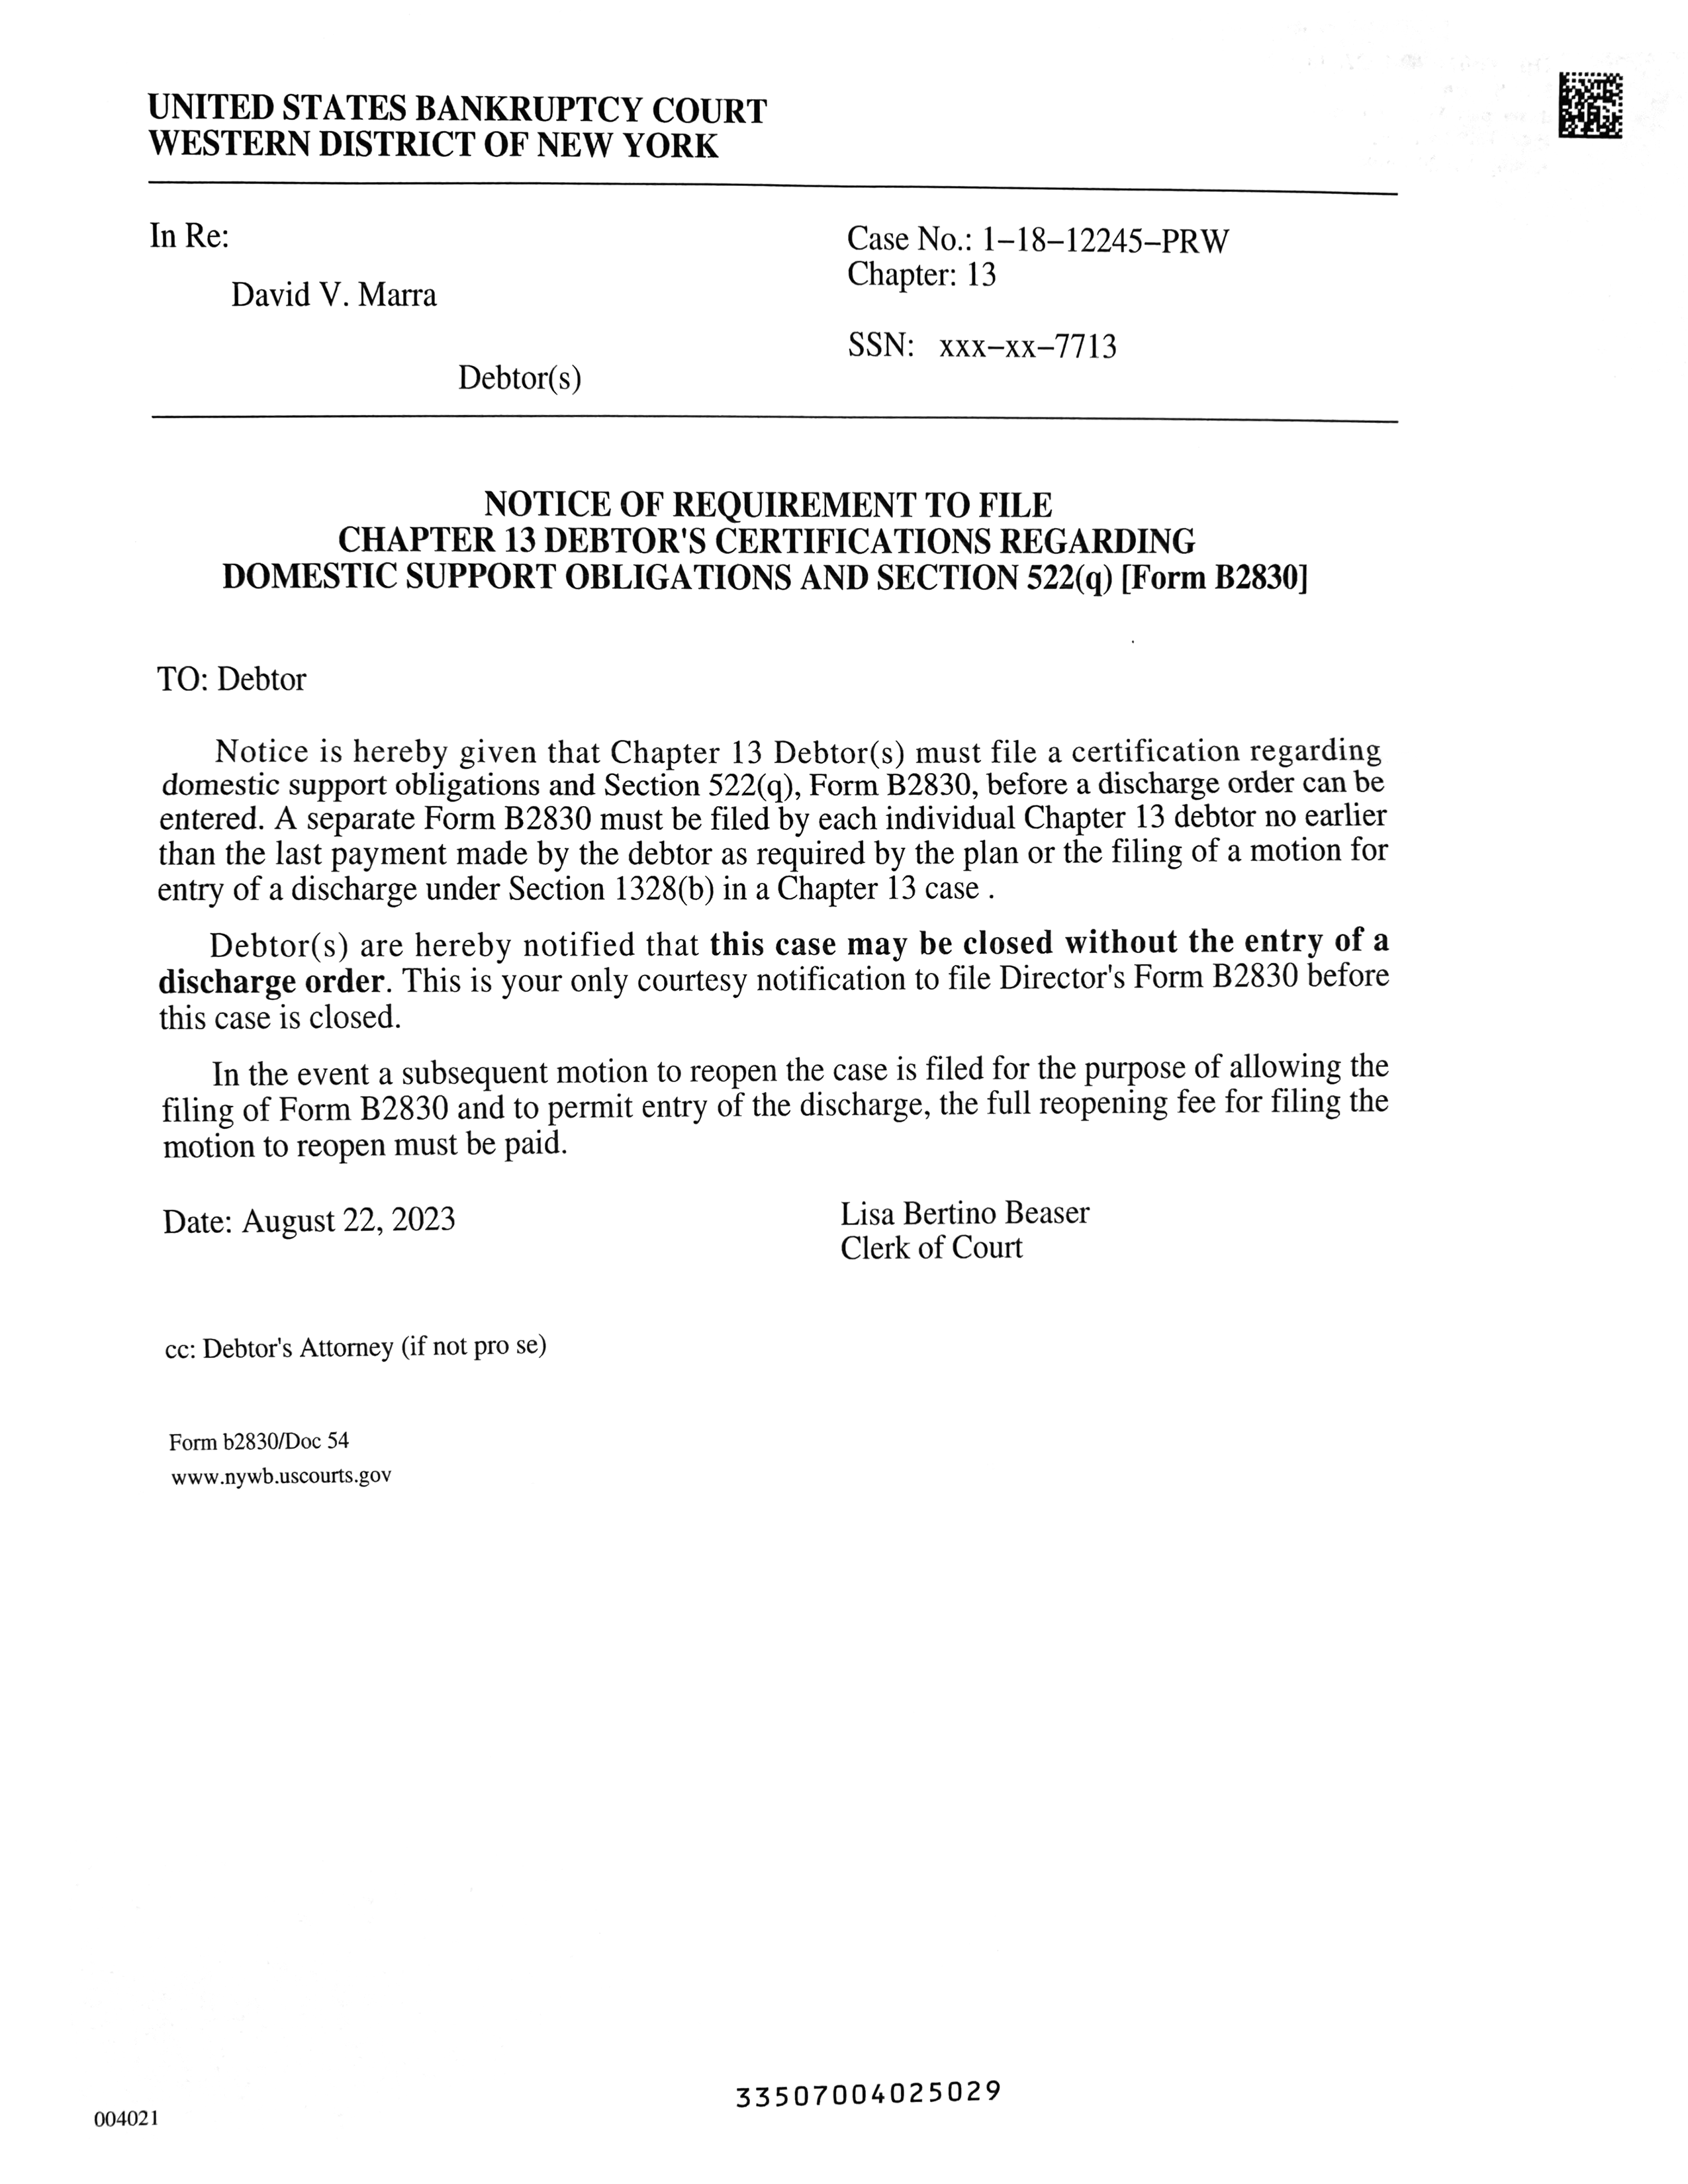 UNITED STATES BANKRUPTCY COURT
WESTERN DISTRICT OF NEW YORK
In Re:
David V. Marra
Debtor(s)
Case No.: 1–18–12245–PRW
Chapter: 13
SSN: xxx–xx–7713
NOTICE OF REQUIREMENT TO FILE
CHAPTER 13 DEBTOR'S CERTIFICATIONS REGARDING
DOMESTIC SUPPORT OBLIGATIONS AND SECTION 522(q) [Form B2830]
TO: Debtor
Notice is hereby given that Chapter 13 Debtor(s) must file a certification regarding
domestic support obligations and Section 522(q), Form B2830, before a discharge order can be
entered. A separate Form B2830 must be filed by each individual Chapter 13 debtor no earlier
than the last payment made by the debtor as required by the plan or the filing of a motion for
entry of a discharge under Section 1328(b) in a Chapter 13 case .
Debtor(s) are hereby notified that this case may be closed without the entry of a
discharge order. This is your only courtesy notification to file Director's Form B2830 before
this case is closed.
In the event a subsequent motion to reopen the case is filed for the purpose of allowing the
filing of Form B2830 and to permit entry of the discharge, the full reopening fee for filing the
motion to reopen must be paid.
Date: August 22, 2023
Lisa Bertino Beaser
Clerk of Court
cc: Debtor's Attorney (if not pro se)
Form b2830/Doc 54
www.nywb.uscourts.gov
33507004025029
004021